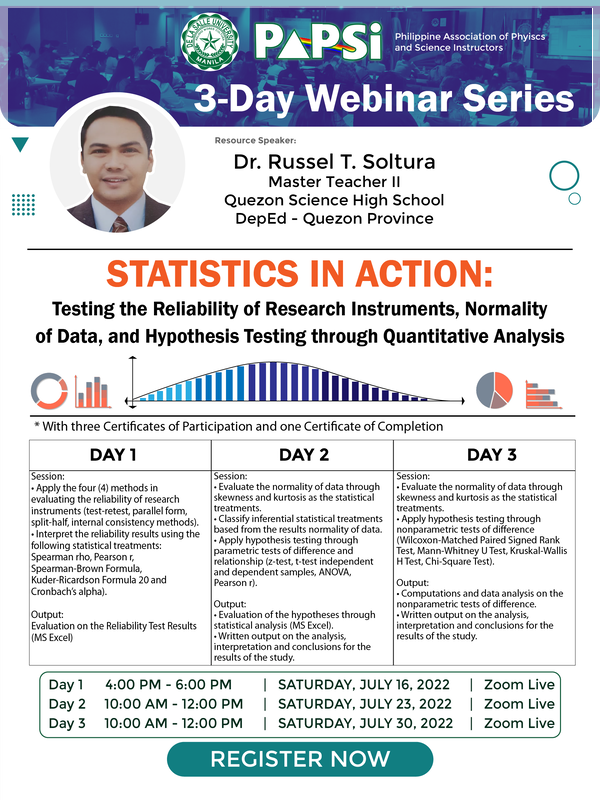 DE LA SALLE UNIVERSITY
MANILA
PAPSi
Philippine Association of Phyiscs
and Science Instructors
3-Day Webinar Series
Resource Speaker:
Dr. Russel T. Soltura
Master Teacher II
Quezon Science High School
DepEd - Quezon Province
STATISTICS IN ACTION:
Testing the Reliability of Research Instruments, Normality
of Data, and Hypothesis Testing through Quantitative Analysis
* With three Certificates of Participation and one Certificate of Completion
DAY 1
Session:
• Apply the four (4) methods in
evaluating the reliability of research
instruments (test-retest, parallel form,
split-half, internal consistency methods).
• Interpret the reliability results using the
following statistical treatments:
Spearman rho, Pearson r,
Spearman-Brown Formula,
Kuder-Ricardson Formula 20 and
Cronbach's alpha).
Output:
Evaluation on the Reliability Test Results
(MS Excel)
DAY 2
Session:
• Evaluate the normality of data through
skewness and kurtosis as the statistical
treatments.
• Classify inferential statistical treatments
based from the results normality of data.
• Apply hypothesis testing through
parametric tests of difference and
relationship (z-test, t-test independent
and dependent samples, ANOVA,
Pearson r).
Output:
• Evaluation of the hypotheses through
statistical analysis (MS Excel).
• Written output on the analysis,
interpretation and conclusions for the
results of the study.
DAY 3
Session:
• Evaluate the normality of data through
skewness and kurtosis as the statistical
treatments.
• Apply hypothesis testing through
nonparametric tests of difference
(Wilcoxon-Matched Paired Signed Rank
Test, Mann-Whitney U Test, Kruskal-Wallis
H Test, Chi-Square Test).
Output:
• Computations and data analysis on the
nonparametric tests of difference.
• Written output on the analysis,
interpretation and conclusions for the
results of the study.
Day 1 4:00 PM - 6:00 PM | SATURDAY, JULY 16, 2022 | Zoom Live
Day 2 10:00 AM - 12:00 PM | SATURDAY, JULY 23, 2022 | Zoom Live
Day 3 10:00 AM - 12:00 PM | SATURDAY, JULY 30, 2022 | Zoom Live
REGISTER NOW